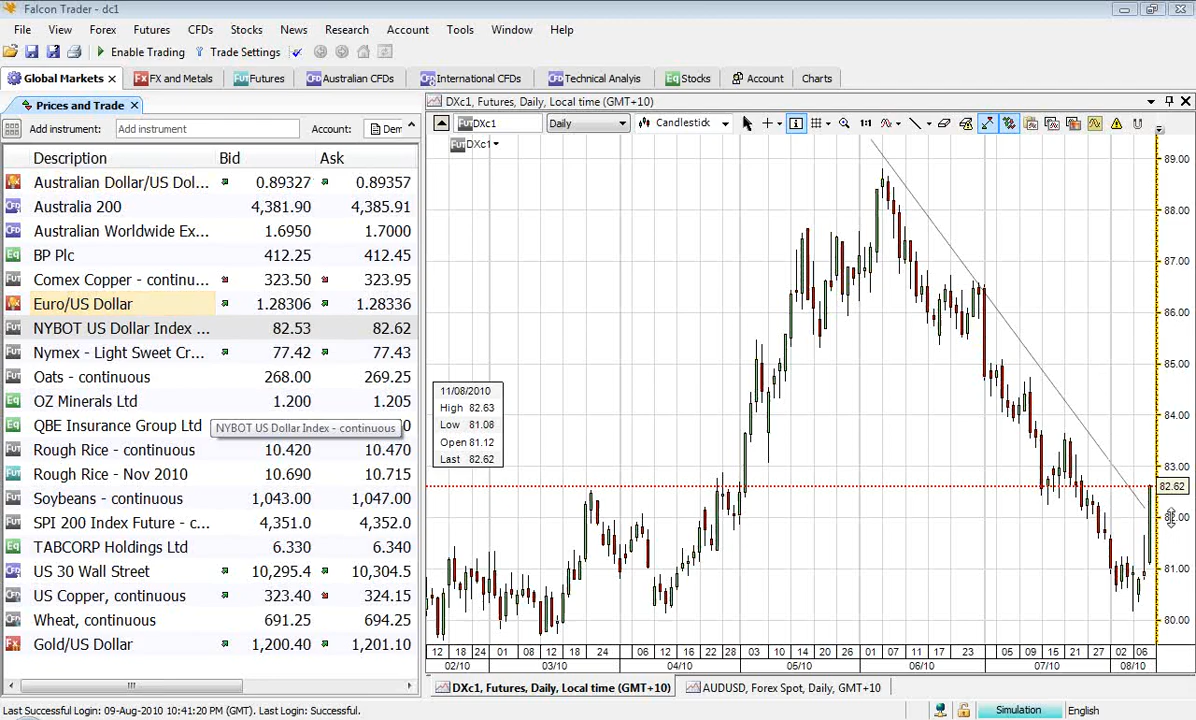 Falcon Trader - dc1
File View Forex Futures CFDs Stocks News Research Account Tools Window Help
Enable Trading Trade Settings
Global Markets FX and Metals Futures Australian CFDs International CFDs Technical Analyis Stocks Account Charts
Prices and Trade
DXc1, Futures, Daily, Local time (GMT+10)
Add instrument: Add instrument Account: Dem
DXc1 Daily Candlestick 1:1
DXc1
Description Bid Ask
Australian Dollar/US Dol... 0.89327 0.89357
Australia 200 4,381.90 4,385.91
Australian Worldwide Ex... 1.6950 1.7000
BP Plc 412.25 412.45
Comex Copper - continu... 323.50 323.95
Euro/US Dollar 1.28306 1.28336
NYBOT US Dollar Index ... 82.53 82.62
Nymex - Light Sweet Cr... 77.42 77.43
Oats - continuous 268.00 269.25
OZ Minerals Ltd 1.200 1.205
QBE Insurance Group Ltd
NYBOT US Dollar Index - continuous
Rough Rice - continuous 10.420 10.470
Rough Rice - Nov 2010 10.690 10.715
Soybeans - continuous 1,043.00 1,047.00
SPI 200 Index Future - c... 4,351.0 4,352.0
TABCORP Holdings Ltd 6.330 6.340
US 30 Wall Street 10,295.4 10,304.5
US Copper, continuous 323.40 324.15
Wheat, continuous 691.25 694.25
Gold/US Dollar 1,200.40 1,201.10
11/08/2010
High 82.63
Low 81.08
Open 81.12
Last 82.62
89.00
88.00
87.00
86.00
85.00
84.00
83.00
82.62
81.00
80.00
12 18 24 01 08 12 18 24 06 12 18 22 28 03 10 14 20 26 01 07 11 17 23 05 09 15 21 27 02 06
02/10 03/10 04/10 05/10 06/10 07/10 08/10
DXc1, Futures, Daily, Local time (GMT+10) AUDUSD, Forex Spot, Daily, GMT+10
Last Successful Login: 09-Aug-2010 10:41:20 PM (GMT). Last Login: Successful. Simulation English